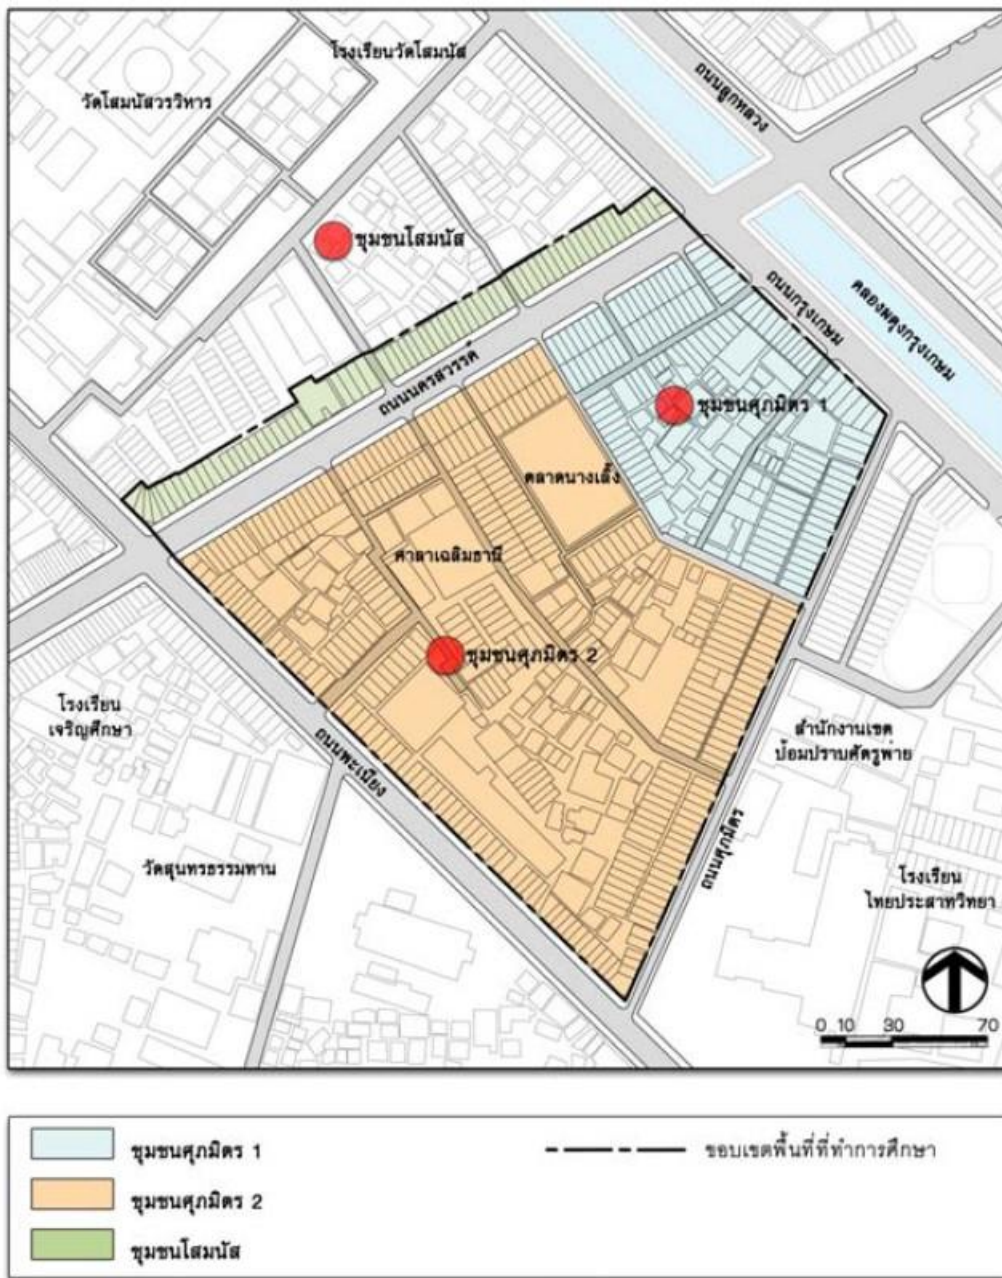 โรงเรียนวัดโสมนัส
วัดโสมนัสวรวิหาร
ถนนลูกหลวง
ชุมชนโสมนัส
ถนนกรุงเกษม
คลองผดุงกรุงเกษม
ถนนนครสวรรค์
ชุมชนศุภมิตร 1
ตลาดนางเลิ้ง
ศาลาเฉลิมธานี
ชุมชนศุภมิตร 2
โรงเรียน
เจริญศึกษา
ถนนพะเนียง
สำนักงานเขต
ป้อมปราบศัตรูพ่าย
ถนนศุภมิตร
วัดสุนทรธรรมทาน
โรงเรียน
ไทยประสาทวิทยา
0 10 30 70
ชุมชนศุภมิตร 1
ขอบเขตพื้นที่ที่ทำการศึกษา
ชุมชนศุภมิตร 2
ชุมชนโสมนัส